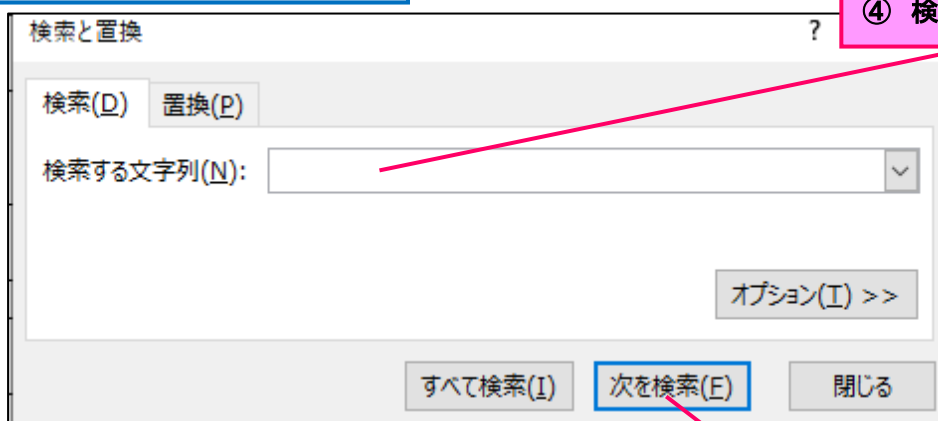 ④ 検
検索と置換 ?
検索(D) 置換(P)
検索する文字列(N):
オプション(T) >>
すべて検索(I) 次を検索(F) 閉じる